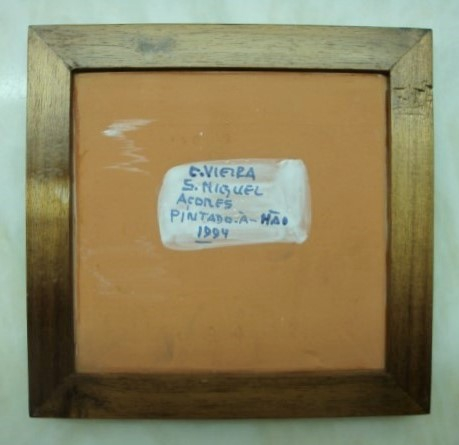 C. VIEIRA
S. MIGUEL
AÇORES
PINTADO-À-MÃO
1994